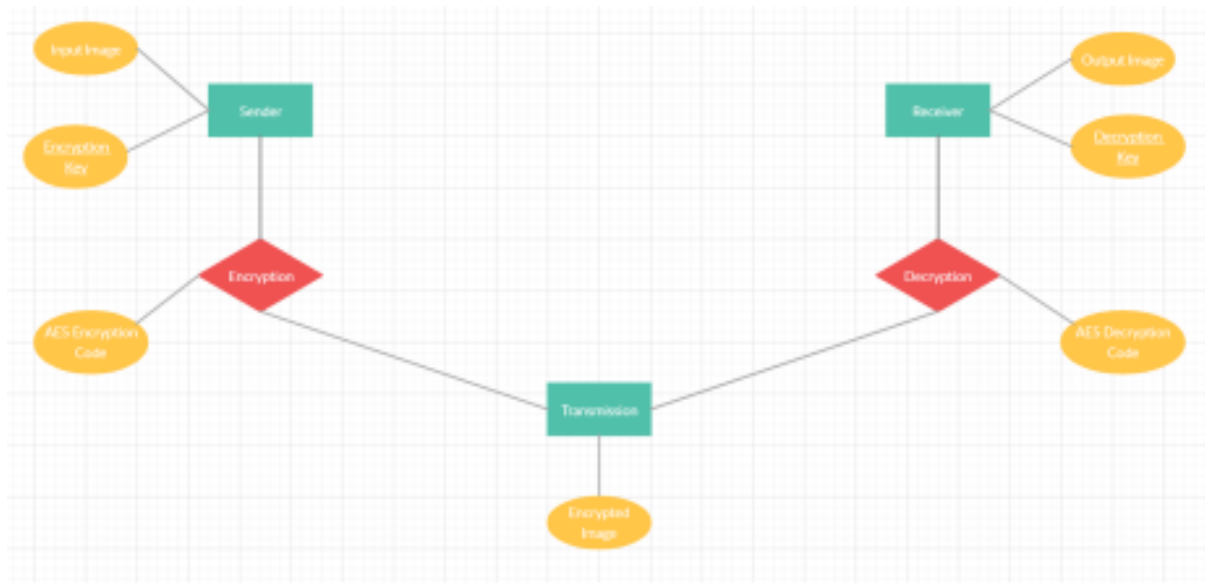 Input Image
Output Image
Sender
Receiver
Encryption
Key
Decryption
Key
Encryption
Decryption
AES Encryption
Code
AES Decryption
Code
Transmission
Encrypted
Image